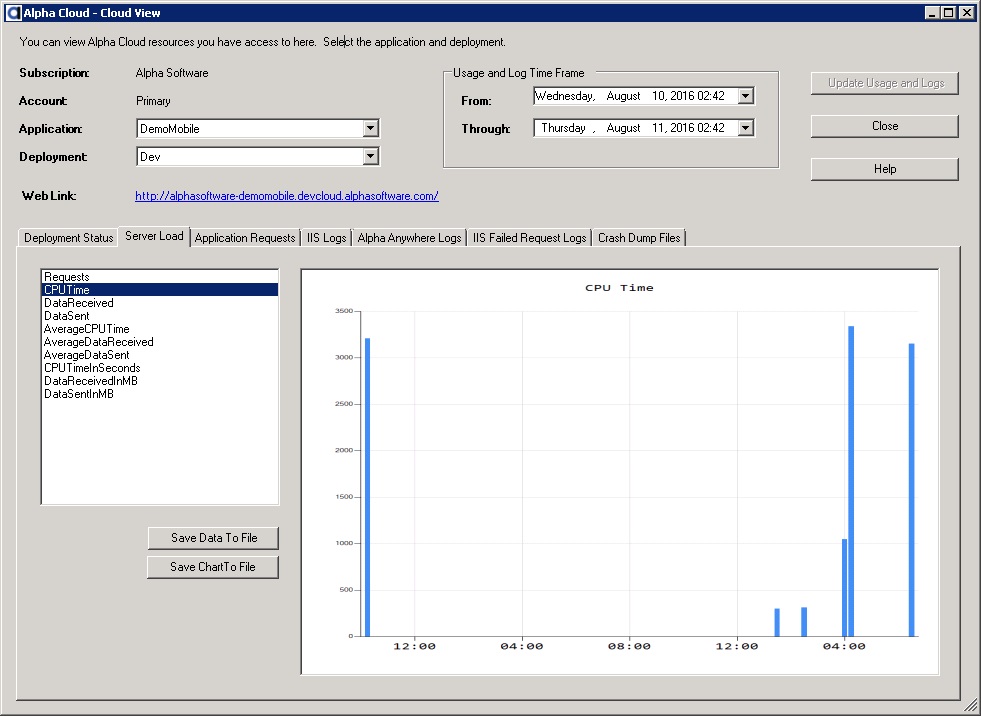 Alpha Cloud - Cloud View
You can view Alpha Cloud resources you have access to here. Select the application and deployment.
Subscription: Alpha Software
Account: Primary
Application: DemoMobile
Deployment: Dev
Web Link: http://alphasoftware-demomobile.devcloud.alphasoftware.com/
Usage and Log Time Frame
From: Wednesday, August 10, 2016 02:42
Through: Thursday , August 11, 2016 02:42
Update Usage and Logs
Close
Help
Deployment Status Server Load Application Requests IIS Logs Alpha Anywhere Logs IIS Failed Request Logs Crash Dump Files
Requests
CPUTime
DataReceived
DataSent
AverageCPUTime
AverageDataReceived
AverageDataSent
CPUTimeInSeconds
DataReceivedInMB
DataSentInMB
Save Data To File
Save ChartTo File
CPU Time
3500
3000
2500
2000
1500
1000
500
0
12:00 04:00 08:00 12:00 04:00